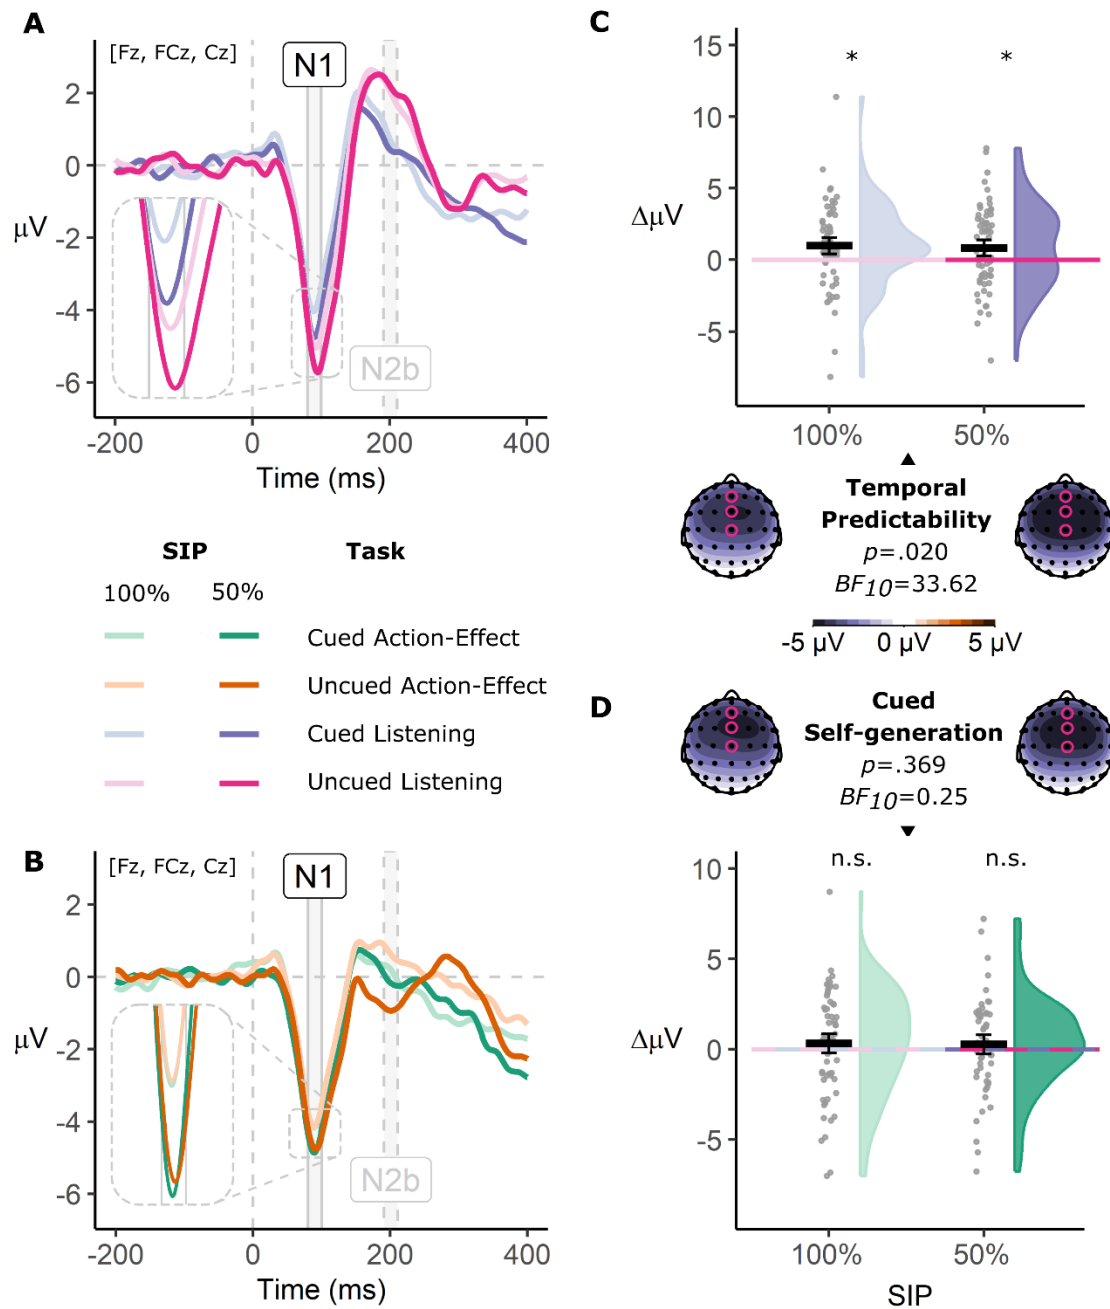 A
[Fz, FCz, Cz]
N1
2
0
-2
-4
-6
µV
N2b
-200
0
200
400
Time (ms)
SIP
Task
100%
50%
Cued Action-Effect
Uncued Action-Effect
Cued Listening
Uncued Listening
B
[Fz, FCz, Cz]
N1
2
0
-2
-4
-6
µV
N2b
-200
0
200
400
Time (ms)
C
15
10
5
0
-5
ΔµV
*
*
100%
50%
Temporal
Predictability
p=.020
BF10=33.62
-5 µV
0 µV
5 µV
D
Cued
Self-generation
p=.369
BF10=0.25
n.s.
n.s.
10
5
0
-5
ΔµV
100%
50%
SIP